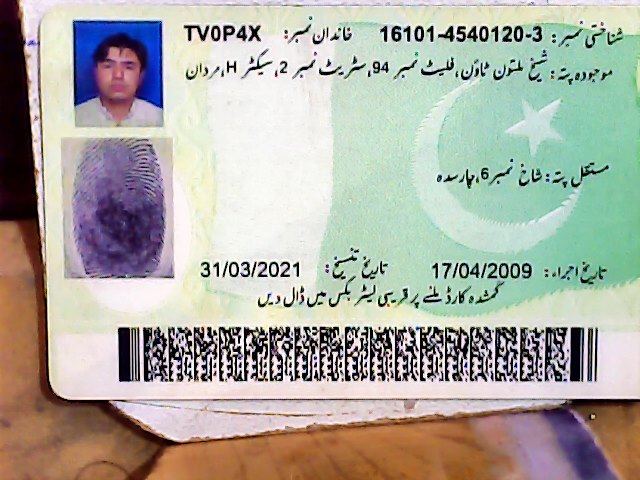 شناختی نمبر: 16101-4540120-3 خاندان نمبر: TV0P4X
موجودہ پتہ: شیخ ملتون ٹاؤن، فلیٹ نمبر 94، سٹریٹ نمبر 2، سیکٹر H، مردان
مستقل پتہ: شاخ نمبر 6، چارسدہ
تاریخ اجراء: 17/04/2009 تاریخ تنسیخ: 31/03/2021
گمشدہ کارڈ ملنے پر قریبی لیٹر بکس میں ڈال دیں